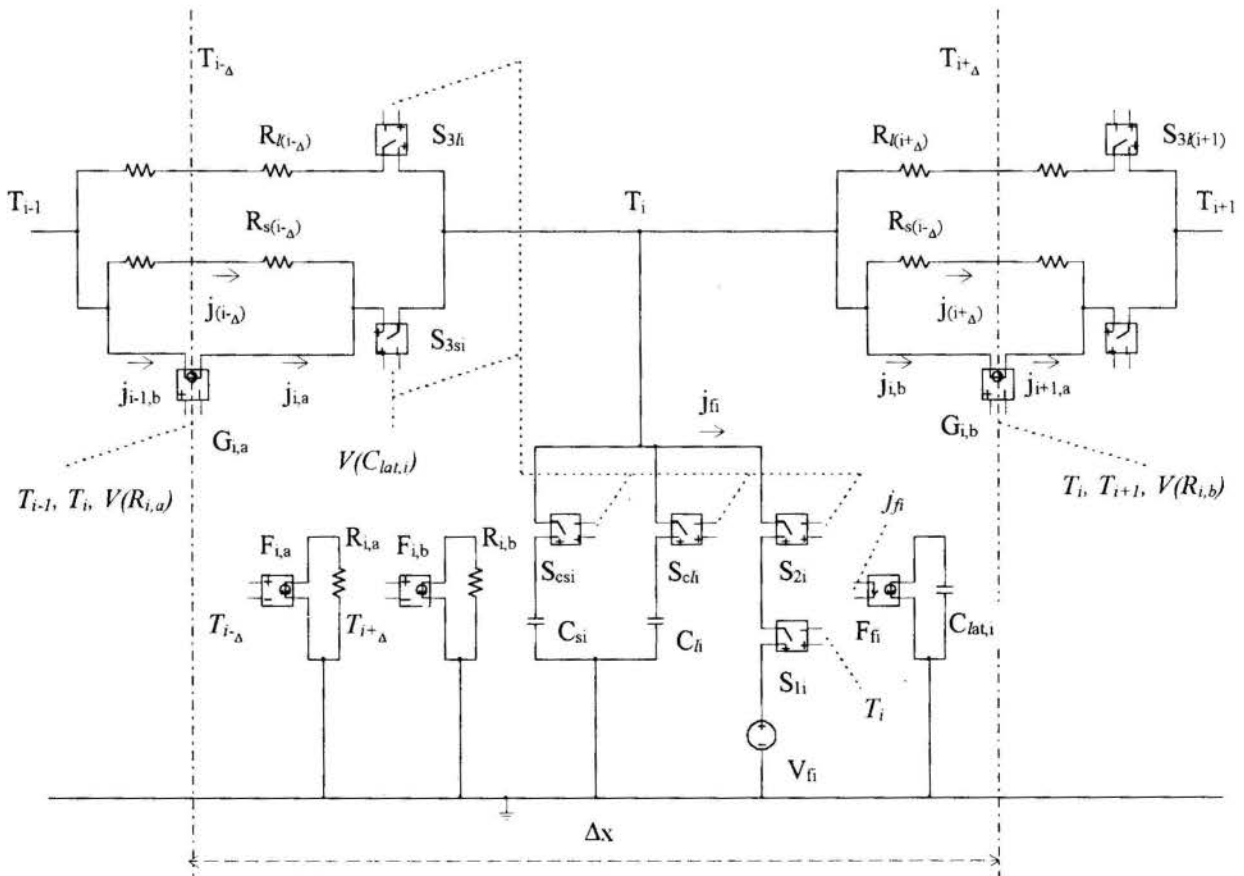 T_{i-Δ}
T_{i+Δ}
R_{l(i-Δ)}
S_{3li}
R_{l(i+Δ)}
S_{3l(i+1)}
T_{i-1}
T_i
T_{i+1}
R_{s(i-Δ)}
R_{s(i-Δ)}
j_{(i-Δ)}
S_{3si}
j_{(i+Δ)}
j_{i-1,b}
j_{i,a}
j_{i,b}
j_{i+1,a}
G_{i,a}
V(C_{lat,i})
j_{fi}
G_{i,b}
T_{i-1}, T_i, V(R_{i,a})
T_i, T_{i+1}, V(R_{i,b})
j_{fi}
F_{i,a}
R_{i,a}
F_{i,b}
R_{i,b}
S_{csi}
S_{cli}
S_{2i}
T_{i-Δ}
T_{i+Δ}
C_{si}
C_{li}
F_{fi}
C_{lat,i}
S_{1i}
T_i
V_{fi}
Δx